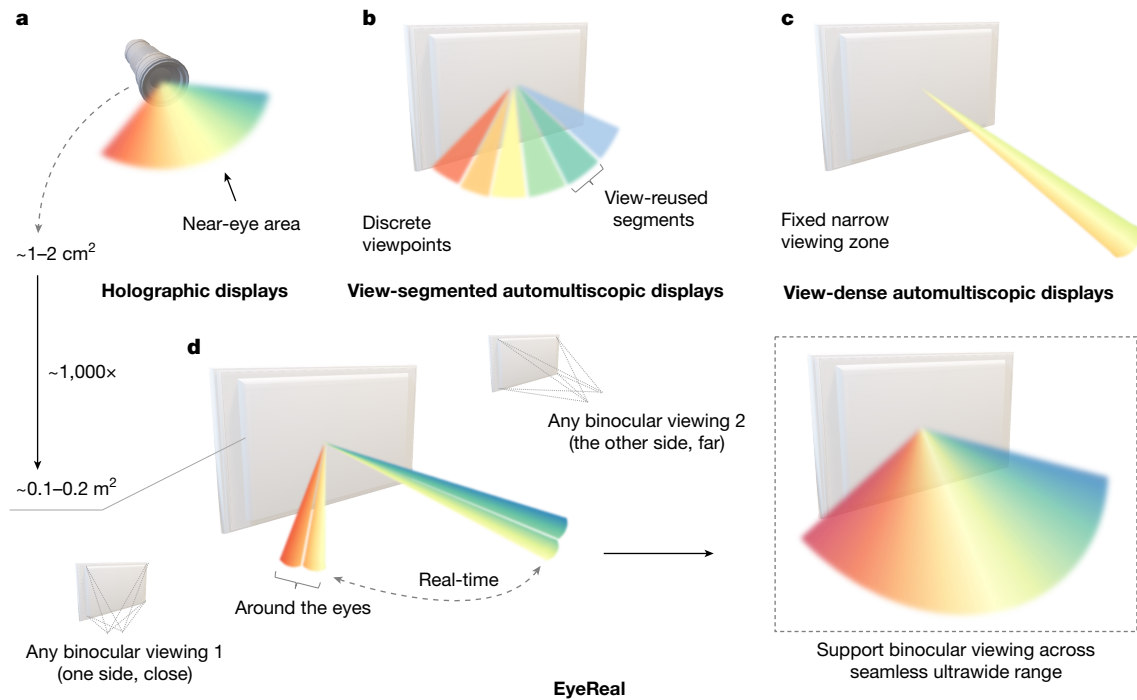 a
b
c
Near-eye area
Discrete
viewpoints
View-reused
segments
Fixed narrow
viewing zone
~1–2 cm²
Holographic displays
View-segmented automultiscopic displays
View-dense automultiscopic displays
d
~1,000×
Any binocular viewing 2
(the other side, far)
~0.1–0.2 m²
Real-time
Around the eyes
Any binocular viewing 1
(one side, close)
Support binocular viewing across
seamless ultrawide range
EyeReal